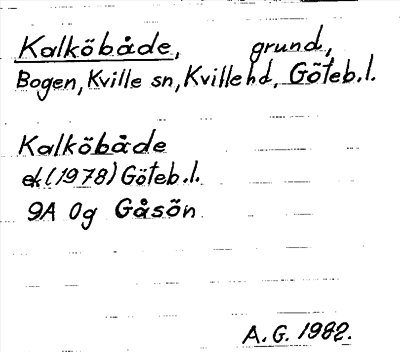 Kalköbåde, grund,
Bogen, Kville sn, Kville hd, Göteb.l.
Kalköbåde
ek (1978) Göteb.l.
9A 0g Gåsön
A.G. 1982.